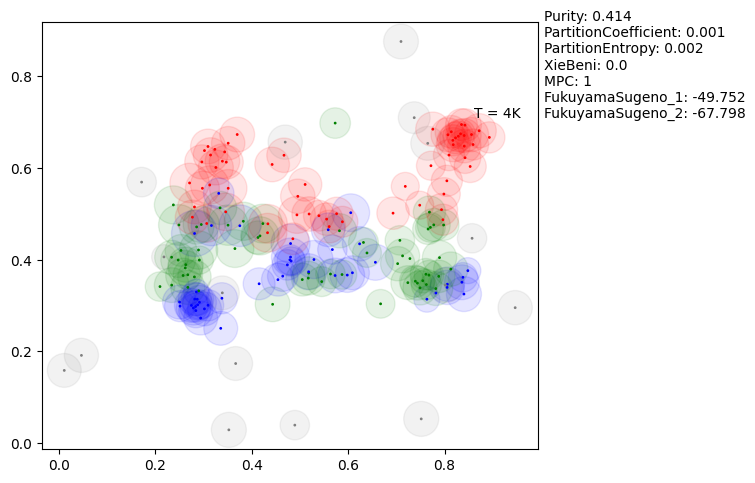 Purity: 0.414
PartitionCoefficient: 0.001
PartitionEntropy: 0.002
XieBeni: 0.0
MPC: 1
FukuyamaSugeno_1: -49.752
FukuyamaSugeno_2: -67.798
T = 4K
0.8
0.6
0.4
0.2
0.0
0.0 0.2 0.4 0.6 0.8